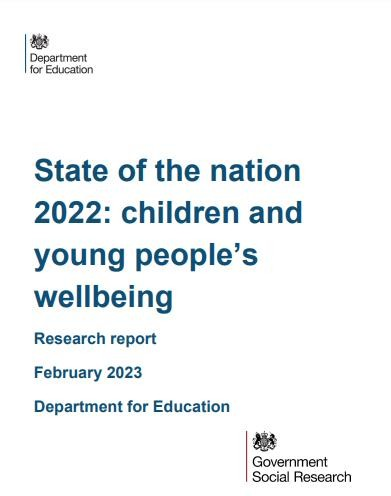 Department
for Education
State of the nation
2022: children and
young people’s
wellbeing
Research report
February 2023
Department for Education
Government
Social Research